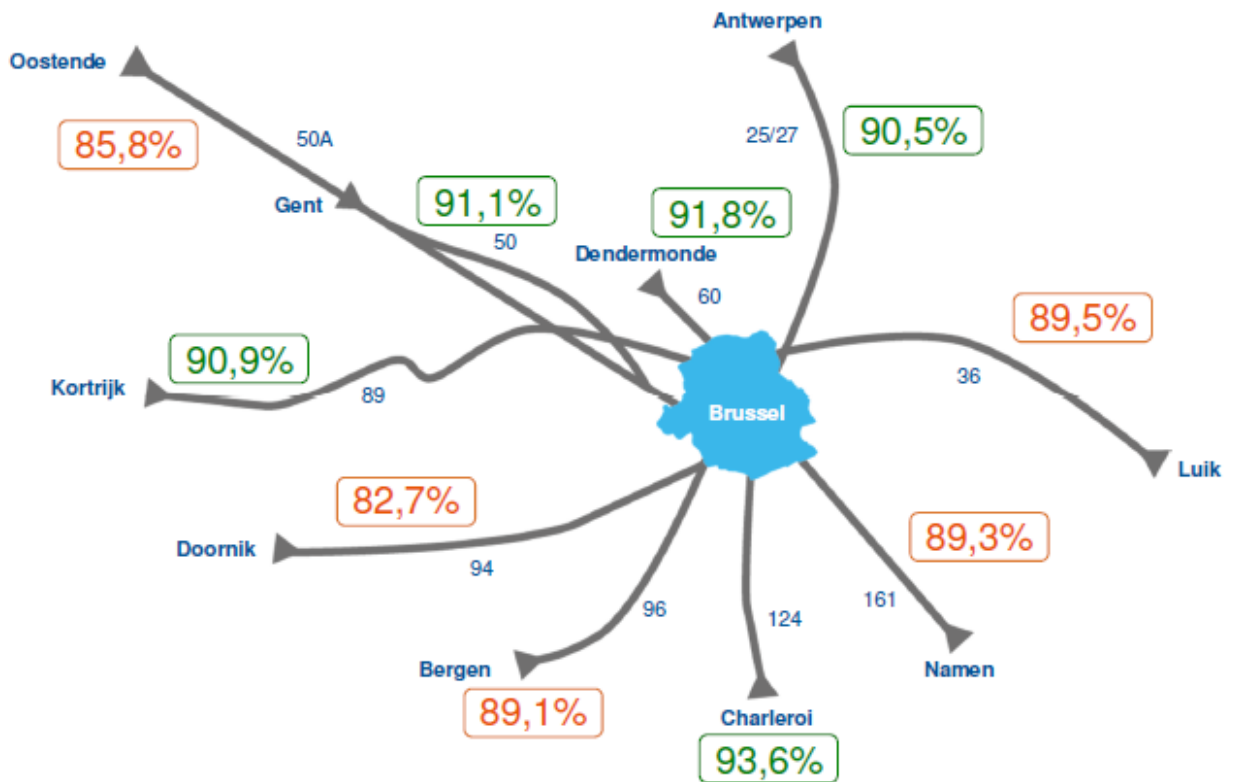 Antwerpen
Oostende
85,8%
50A
25/27
90,5%
Gent
91,1%
50
91,8%
Dendermonde
60
89,5%
36
90,9%
Kortrijk
89
Brussel
Luik
82,7%
Doornik
94
89,3%
96
124
161
Bergen
89,1%
Namen
Charleroi
93,6%